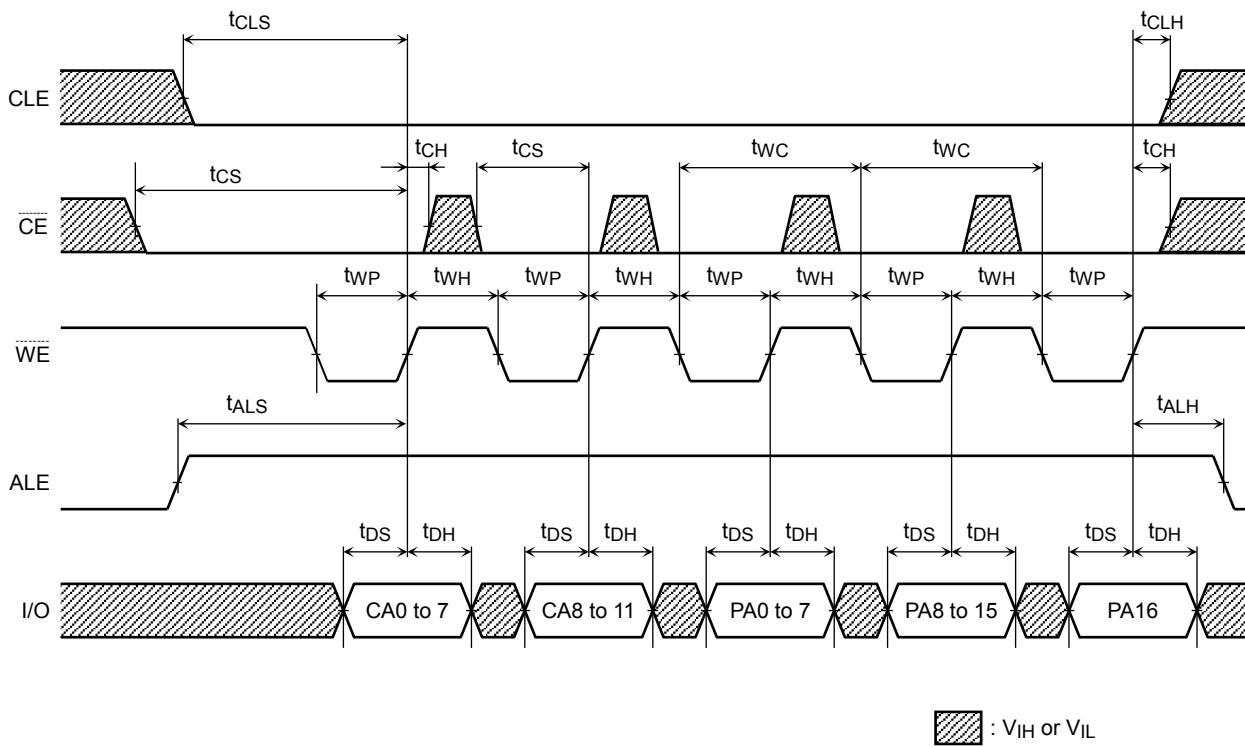 tCLS tCLH
CLE
tCH tCS tWC tWC tCH
tCS
CE
tWP tWH tWP tWH tWP tWH tWP tWH tWP
WE
tALS tALH
ALE
tDS tDH tDS tDH tDS tDH tDS tDH tDS tDH
I/O CA0 to 7 CA8 to 11 PA0 to 7 PA8 to 15 PA16
: VIH or VIL